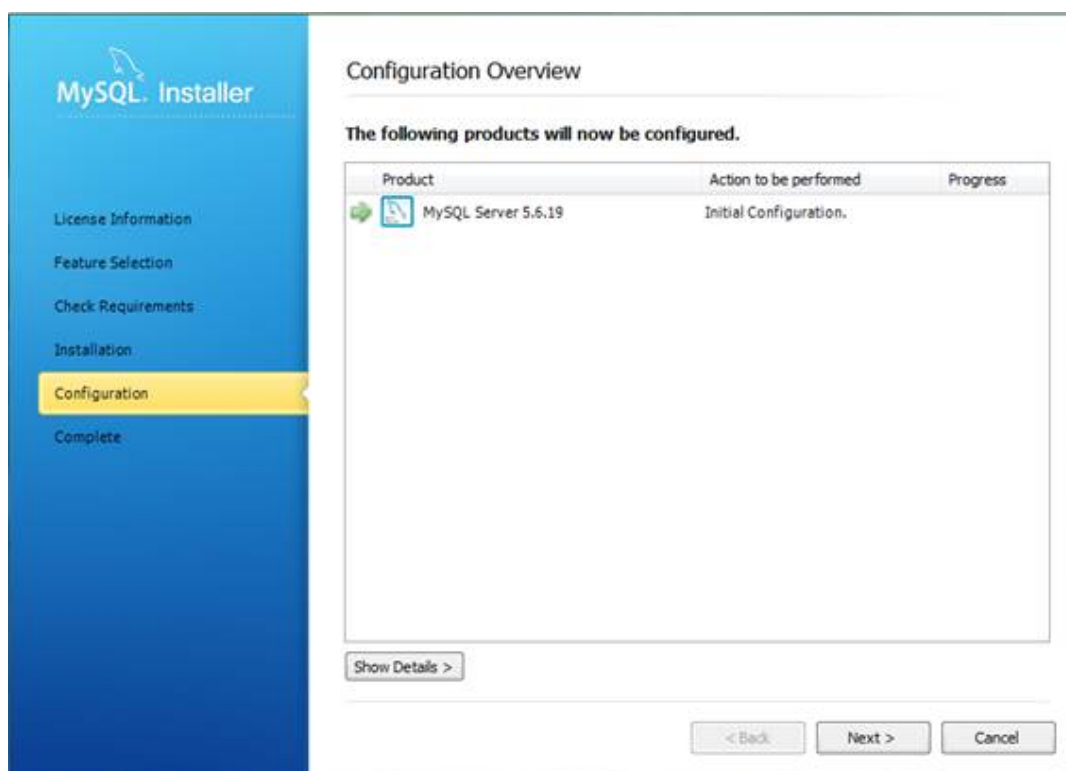 MySQL. Installer
License Information
Feature Selection
Check Requirements
Installation
Configuration
Complete
Configuration Overview
The following products will now be configured.
Product Action to be performed Progress
MySQL Server 5.6.19 Initial Configuration.
Show Details >
< Back Next > Cancel